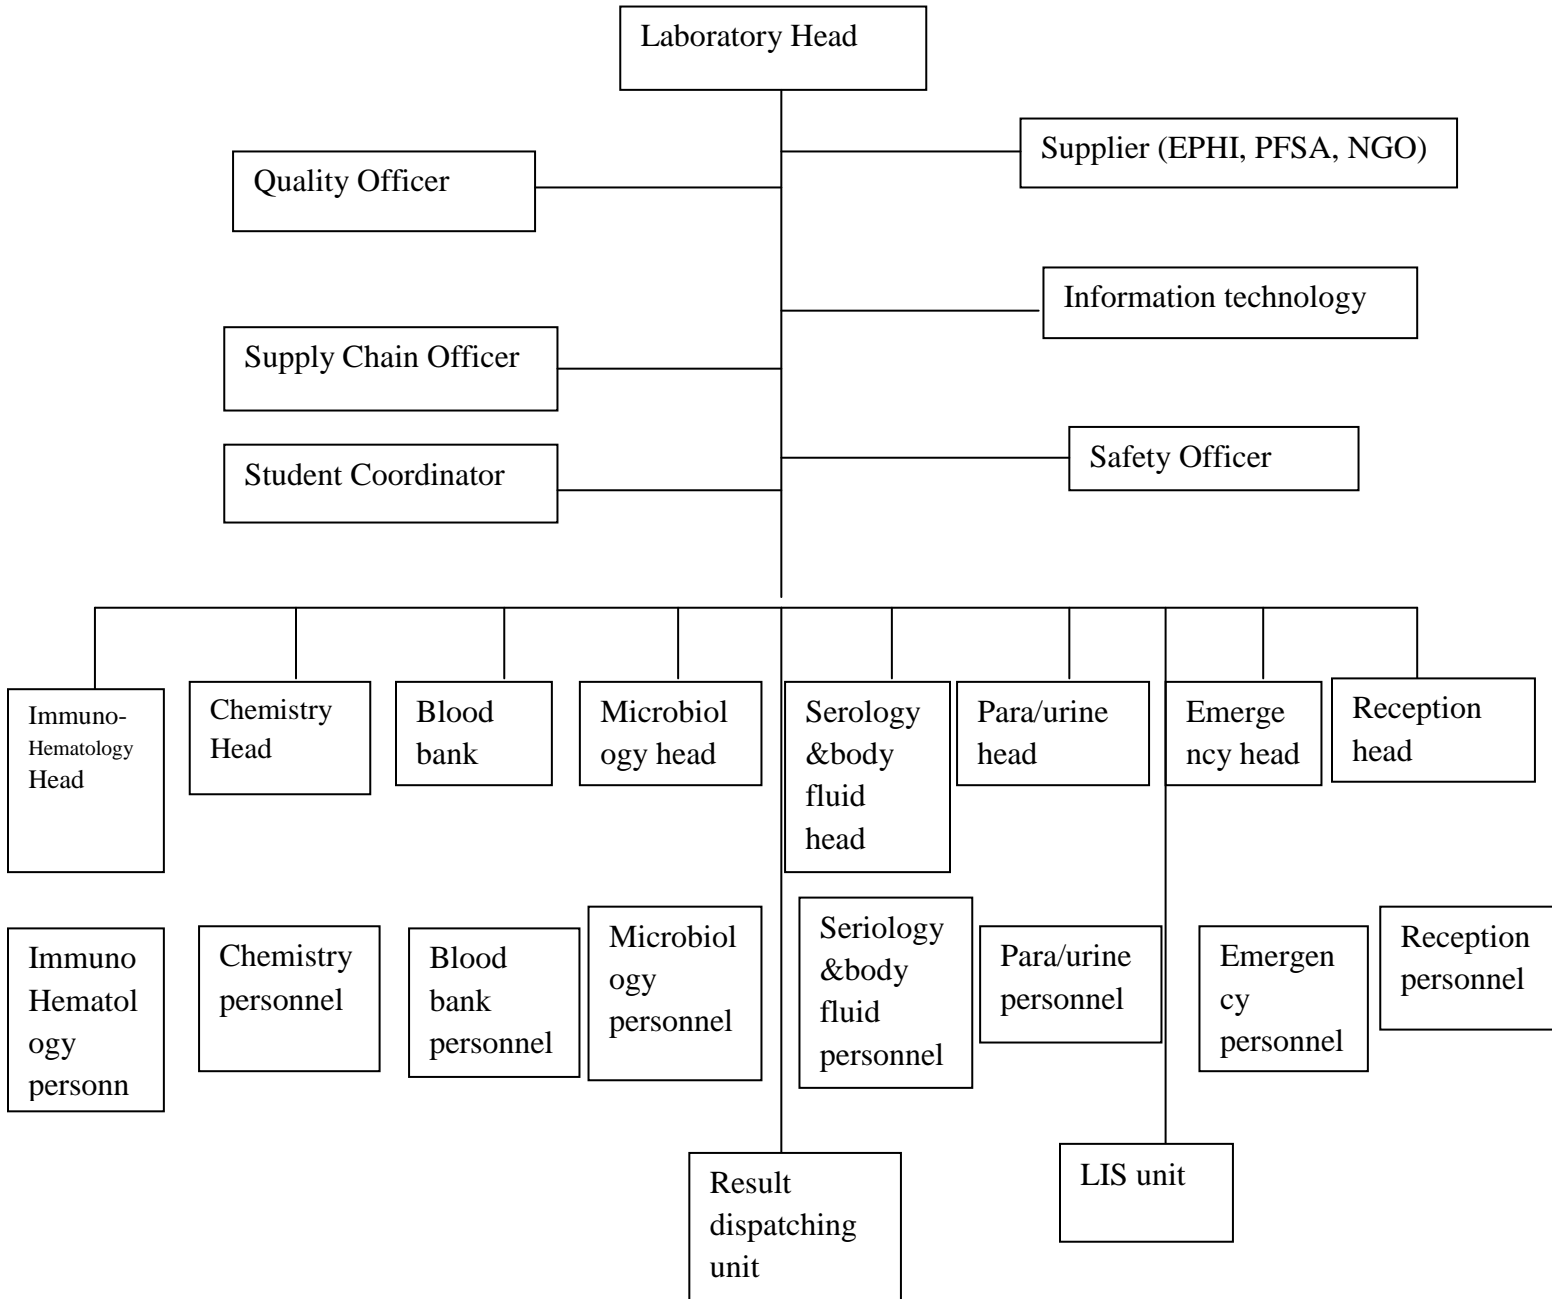 Laboratory Head
Supplier (EPHI, PFSA, NGO)
Quality Officer
Information technology
Supply Chain Officer
Student Coordinator
Safety Officer
Immuno-
Hematology
Head
Chemistry
Head
Blood
bank
Microbiol
ogy head
Serology
&body
fluid
head
Para/urine
head
Emerge
ncy head
Reception
head
Immuno
Hematol
ogy
personn
Chemistry
personnel
Blood
bank
personnel
Microbiol
ogy
personnel
Seriology
&body
fluid
personnel
Para/urine
personnel
Emergen
cy
personnel
Reception
personnel
Result
dispatching
unit
LIS unit